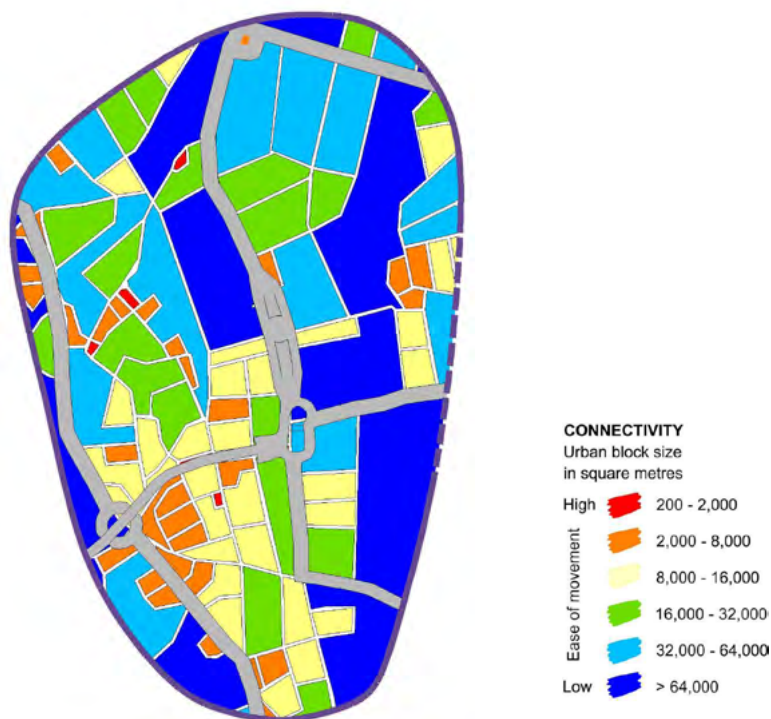 CONNECTIVITY
Urban block size
in square metres
High 200 - 2,000
2,000 - 8,000
8,000 - 16,000
16,000 - 32,000
32,000 - 64,000
Low > 64,000
Ease of movement